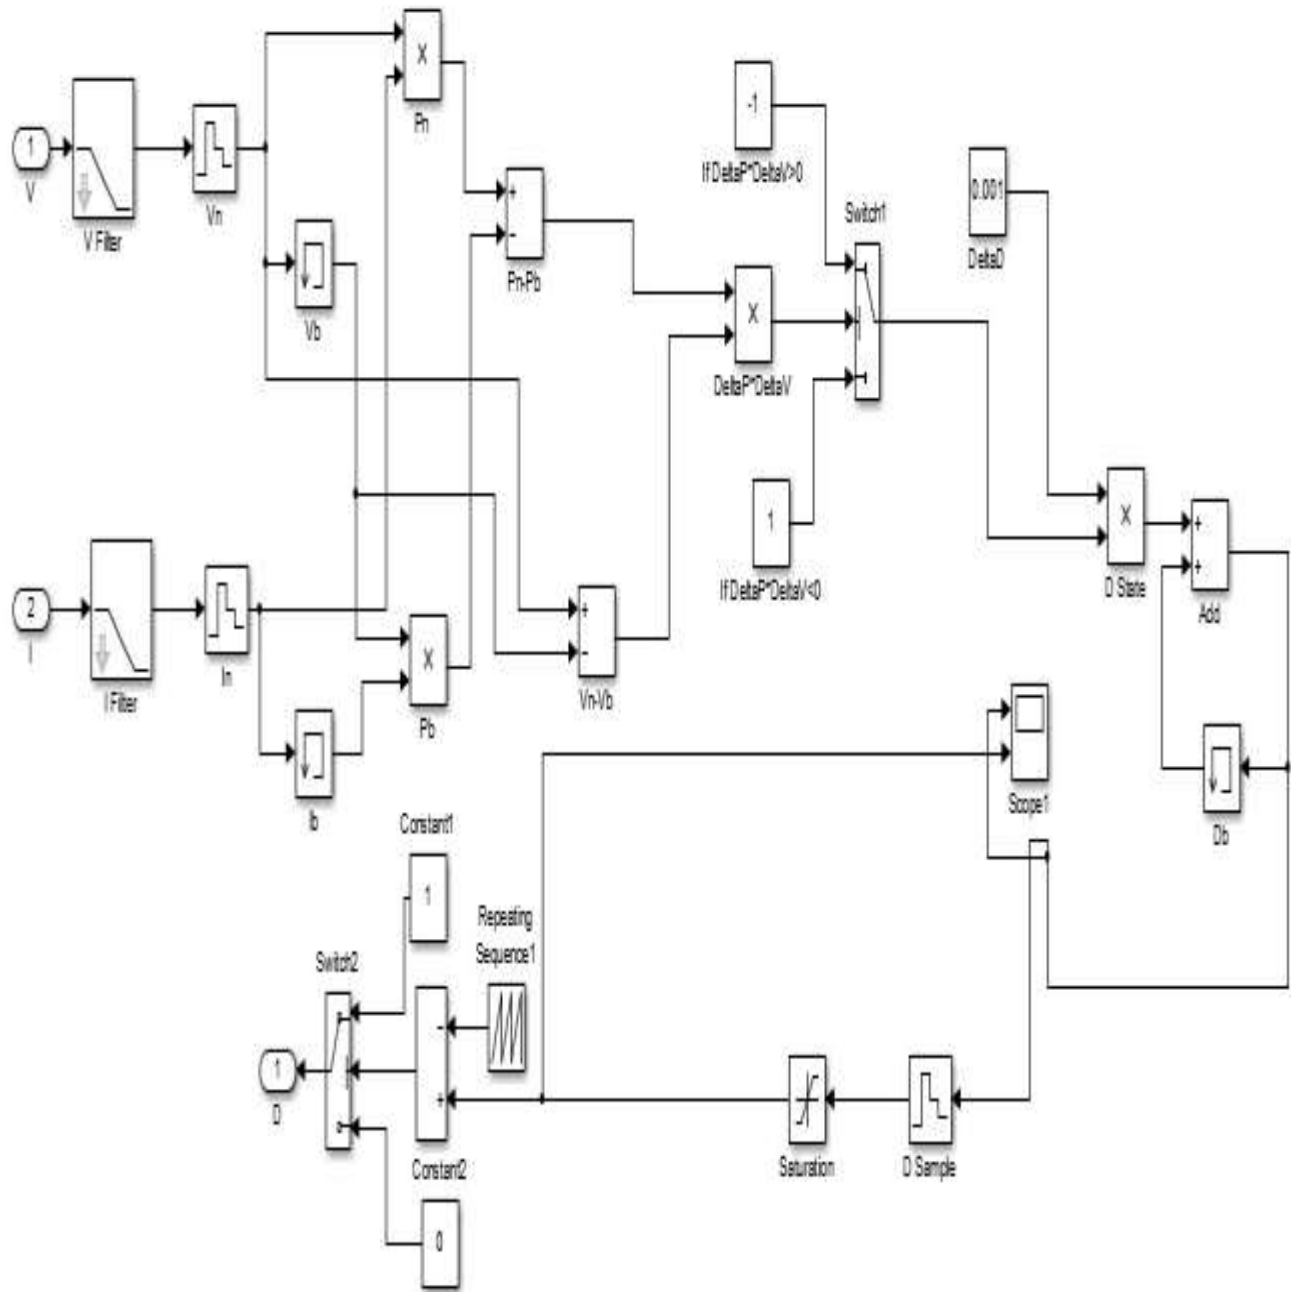 X
Pn
1
V
V Filter
Vn
-1
If DeltaP*DeltaV>0
+
-
Pn-Pb
Vb
0.001
DeltaD
Switch1
X
DeltaP*DeltaV
1
If DeltaP*DeltaV<0
X
D State
+
+
Add
2
I
I Filter
In
X
Pb
+
-
Vn-Vb
Ib
Scope1
Db
Constant1
1
Repeating
Sequence1
Switch2
-
+
1
D
Constant2
0
Saturation
D Sample